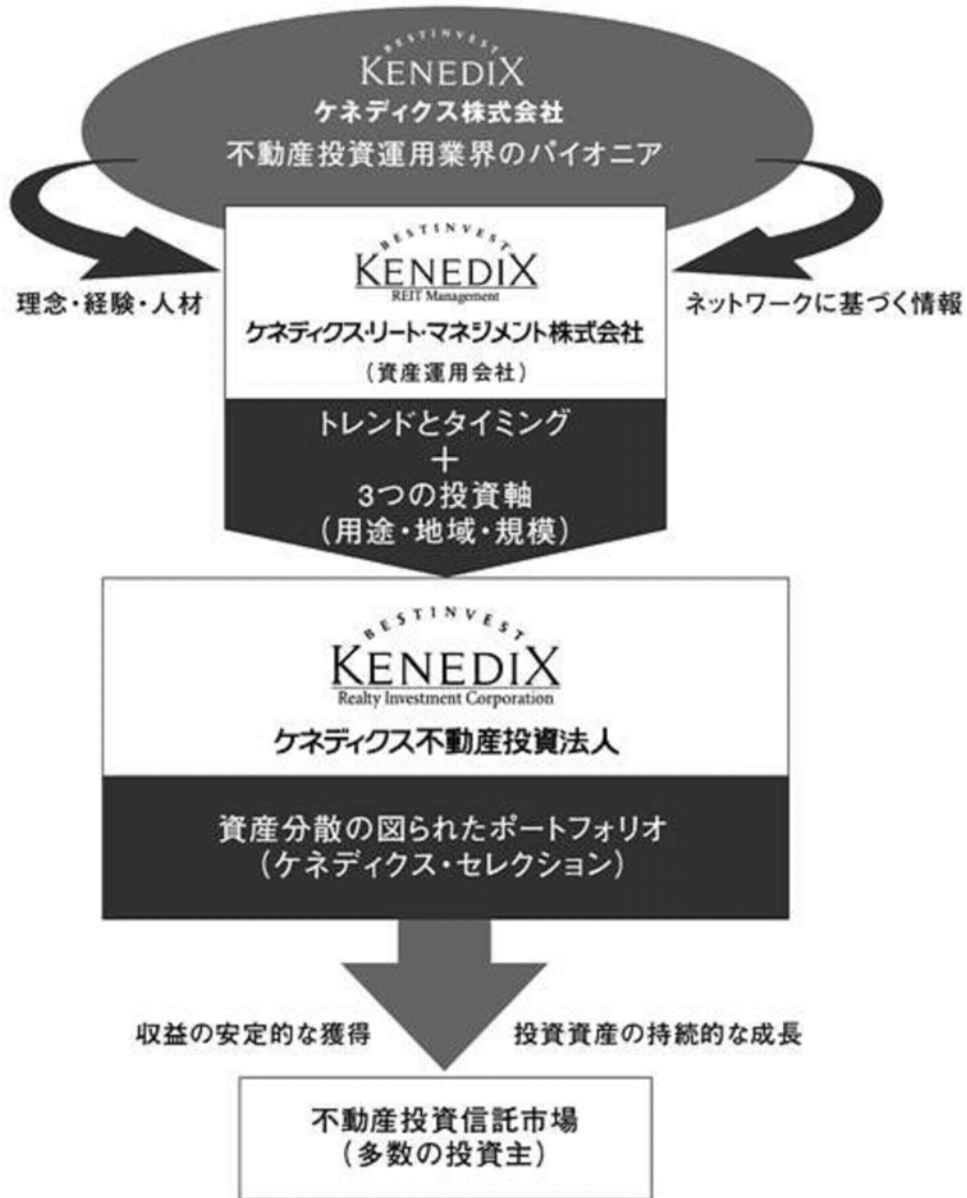 BESTINVEST
KENEDIX
ケネディクス株式会社
不動産投資運用業界のパイオニア
BESTINVEST
KENEDIX
REIT Management
理念・経験・人材
ネットワークに基づく情報
ケネディクス・リート・マネジメント株式会社
(資産運用会社)
トレンドとタイミング
+
3つの投資軸
(用途・地域・規模)
BESTINVEST
KENEDIX
Realty Investment Corporation
ケネディクス不動産投資法人
資産分散の図られたポートフォリオ
(ケネディクス・セレクション)
収益の安定的な獲得
投資資産の持続的な成長
不動産投資信託市場
(多数の投資主)